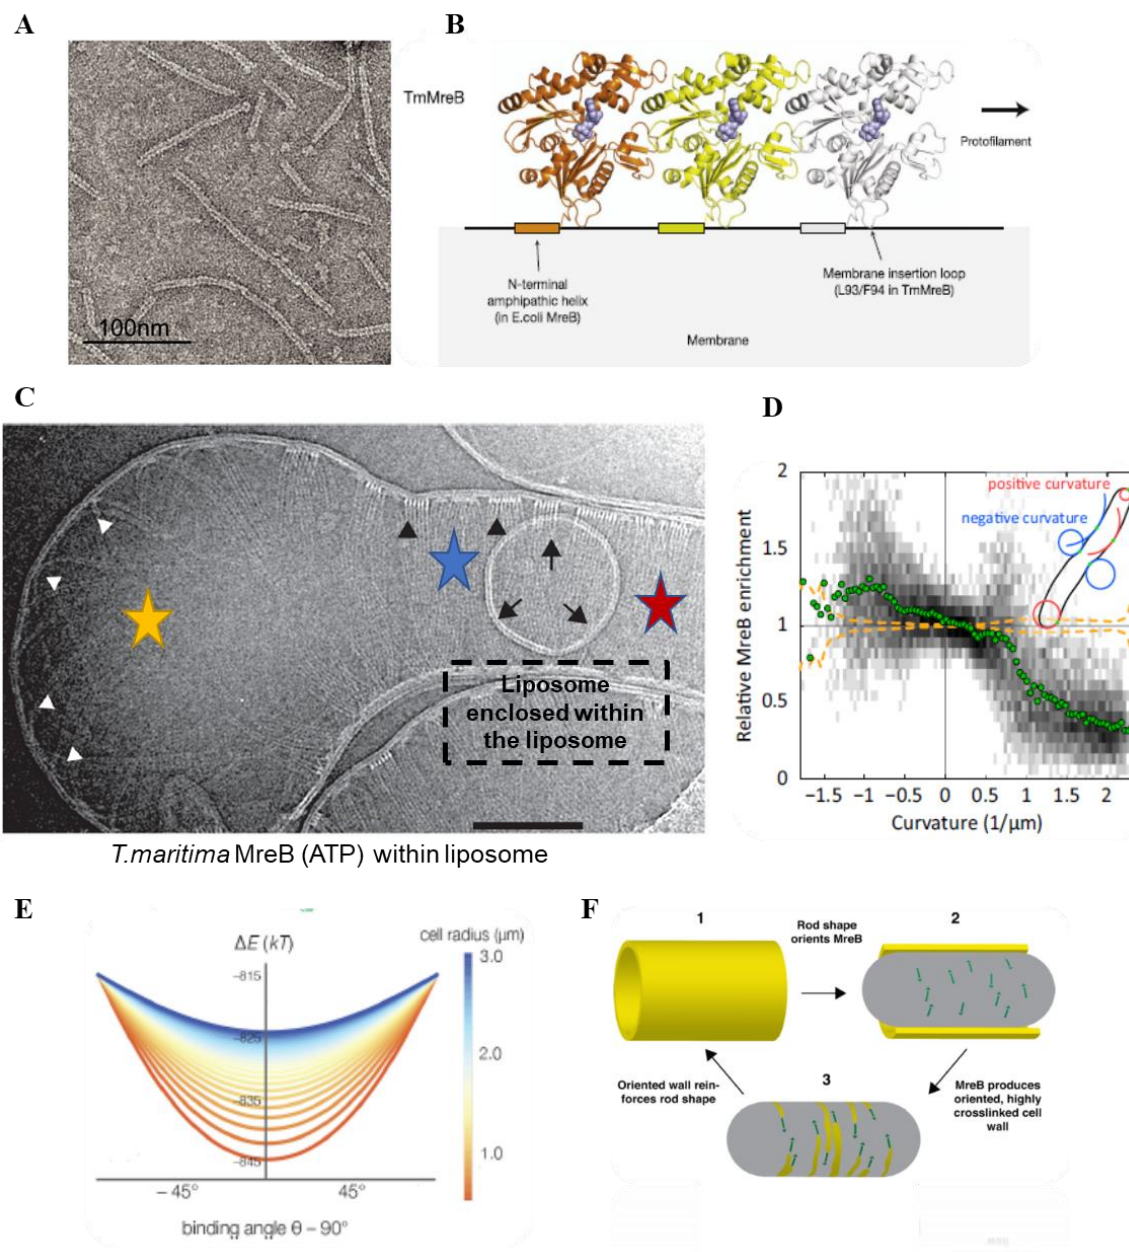 A
100nm
B
TmMreB
Protofilament
N-terminal
amphipathic helix
(in E.coli MreB)
Membrane insertion loop
(L93/F94 in TmMreB)
Membrane
C
Liposome
enclosed within
the liposome
T.maritima MreB (ATP) within liposome
D
Relative MreB enrichment
2
1.5
1
0.5
0
positive curvature
negative curvature
−1.5 −1 −0.5 0 0.5 1 1.5 2
Curvature (1/μm)
E
ΔE (kT)
-815
-825
-835
-845
− 45° 45°
binding angle θ − 90°
cell radius (μm)
3.0
2.0
1.0
F
1
Rod shape
orients MreB
2
MreB produces
oriented, highly
crosslinked cell
wall
3
Oriented wall rein-
forces rod shape